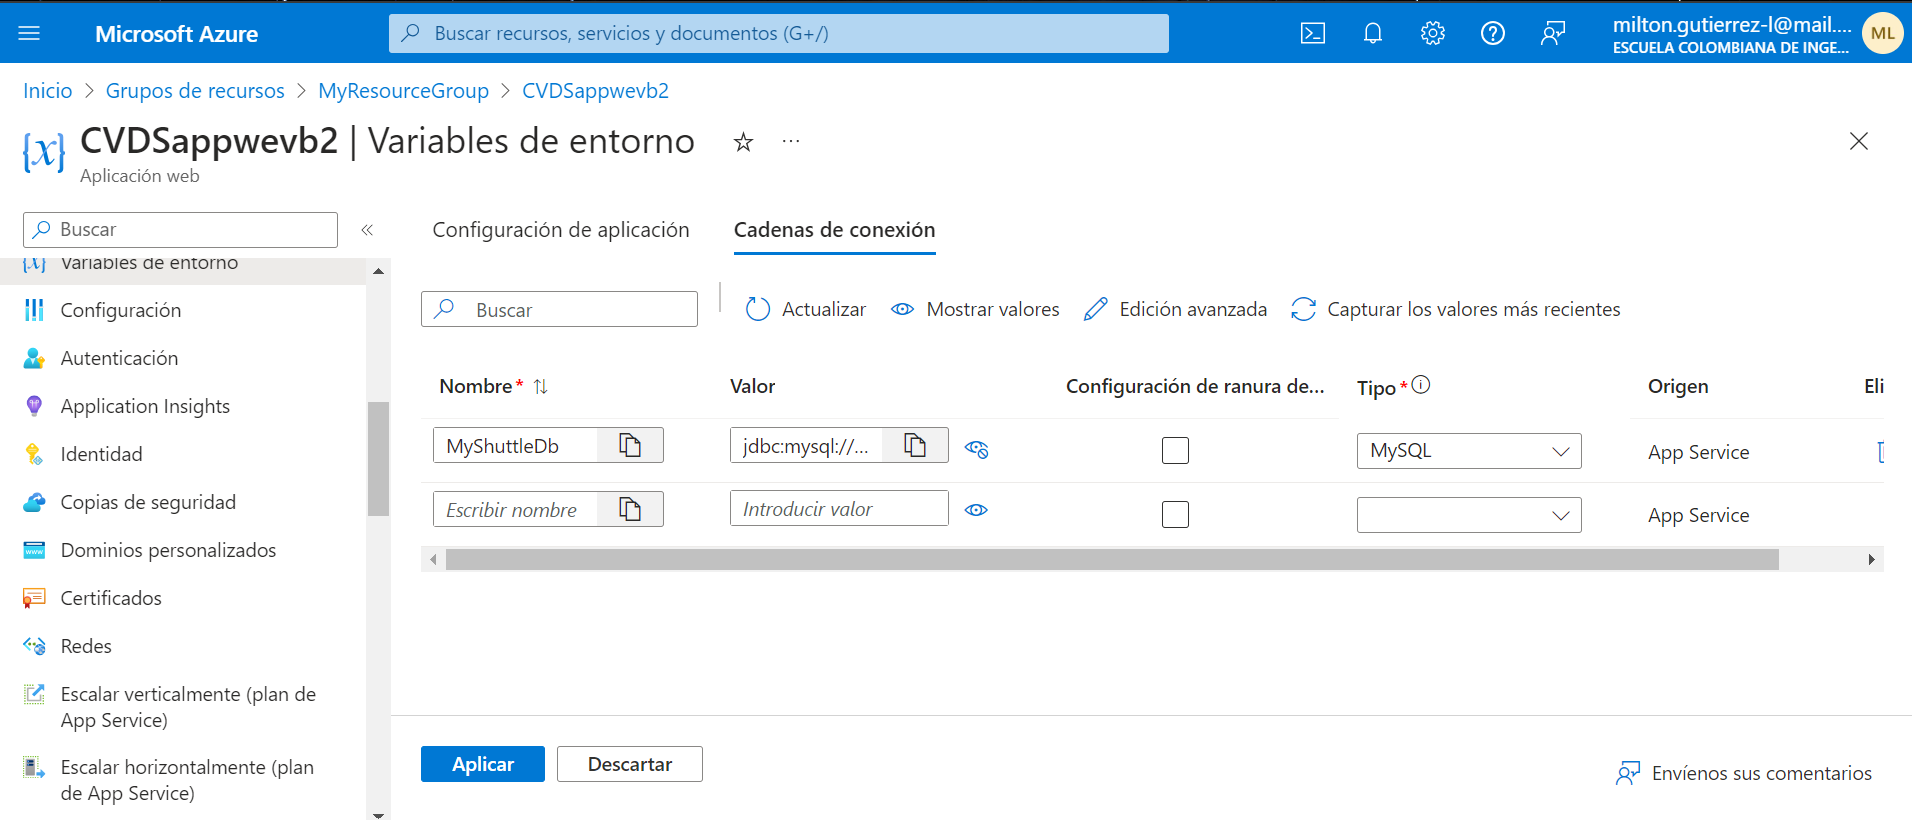 Microsoft Azure
Buscar recursos, servicios y documentos (G+/)
milton.gutierrez-l@mail....
ESCUELA COLOMBIANA DE INGE...
ML
Inicio > Grupos de recursos > MyResourceGroup > CVDSappwevb2
CVDSappwevb2 | Variables de entorno
Aplicación web
Buscar
Variables de entorno
Configuración
Autenticación
Application Insights
Identidad
Copias de seguridad
Dominios personalizados
Certificados
Redes
Escalar verticalmente (plan de
App Service)
Escalar horizontalmente (plan
de App Service)
Configuración de aplicación
Cadenas de conexión
Buscar
Actualizar
Mostrar valores
Edición avanzada
Capturar los valores más recientes
Nombre* Valor Configuración de ranura de... Tipo* Origen Eli
MyShuttleDb jdbc:mysql://... MySQL App Service
Escribir nombre Introducir valor App Service
Aplicar
Descartar
Envíenos sus comentarios